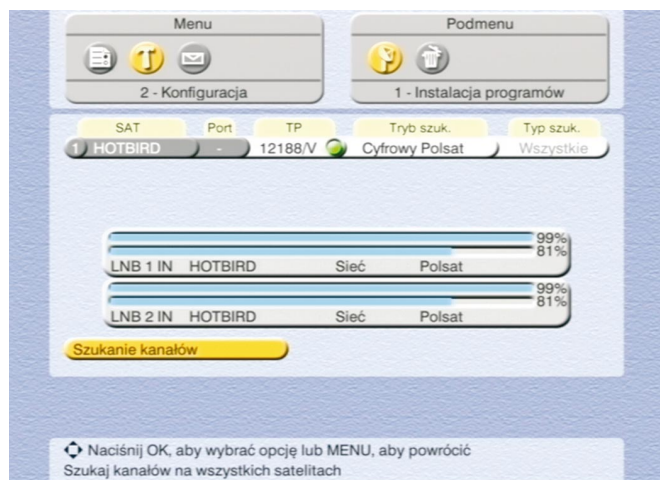 Menu
Podmenu
2 - Konfiguracja
1 - Instalacja programów
SAT Port TP Tryb szuk. Typ szuk.
1 HOTBIRD - 12188/V Cyfrowy Polsat Wszystkie
99%
81%
LNB 1 IN HOTBIRD Sieć Polsat
99%
81%
LNB 2 IN HOTBIRD Sieć Polsat
Szukanie kanałów
Naciśnij OK, aby wybrać opcję lub MENU, aby powrócić
Szukaj kanałów na wszystkich satelitach